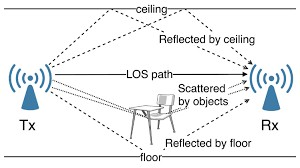 ceiling
Reflected by ceiling
LOS path
Scattered
by objects
Tx
Rx
Reflected by floor
floor